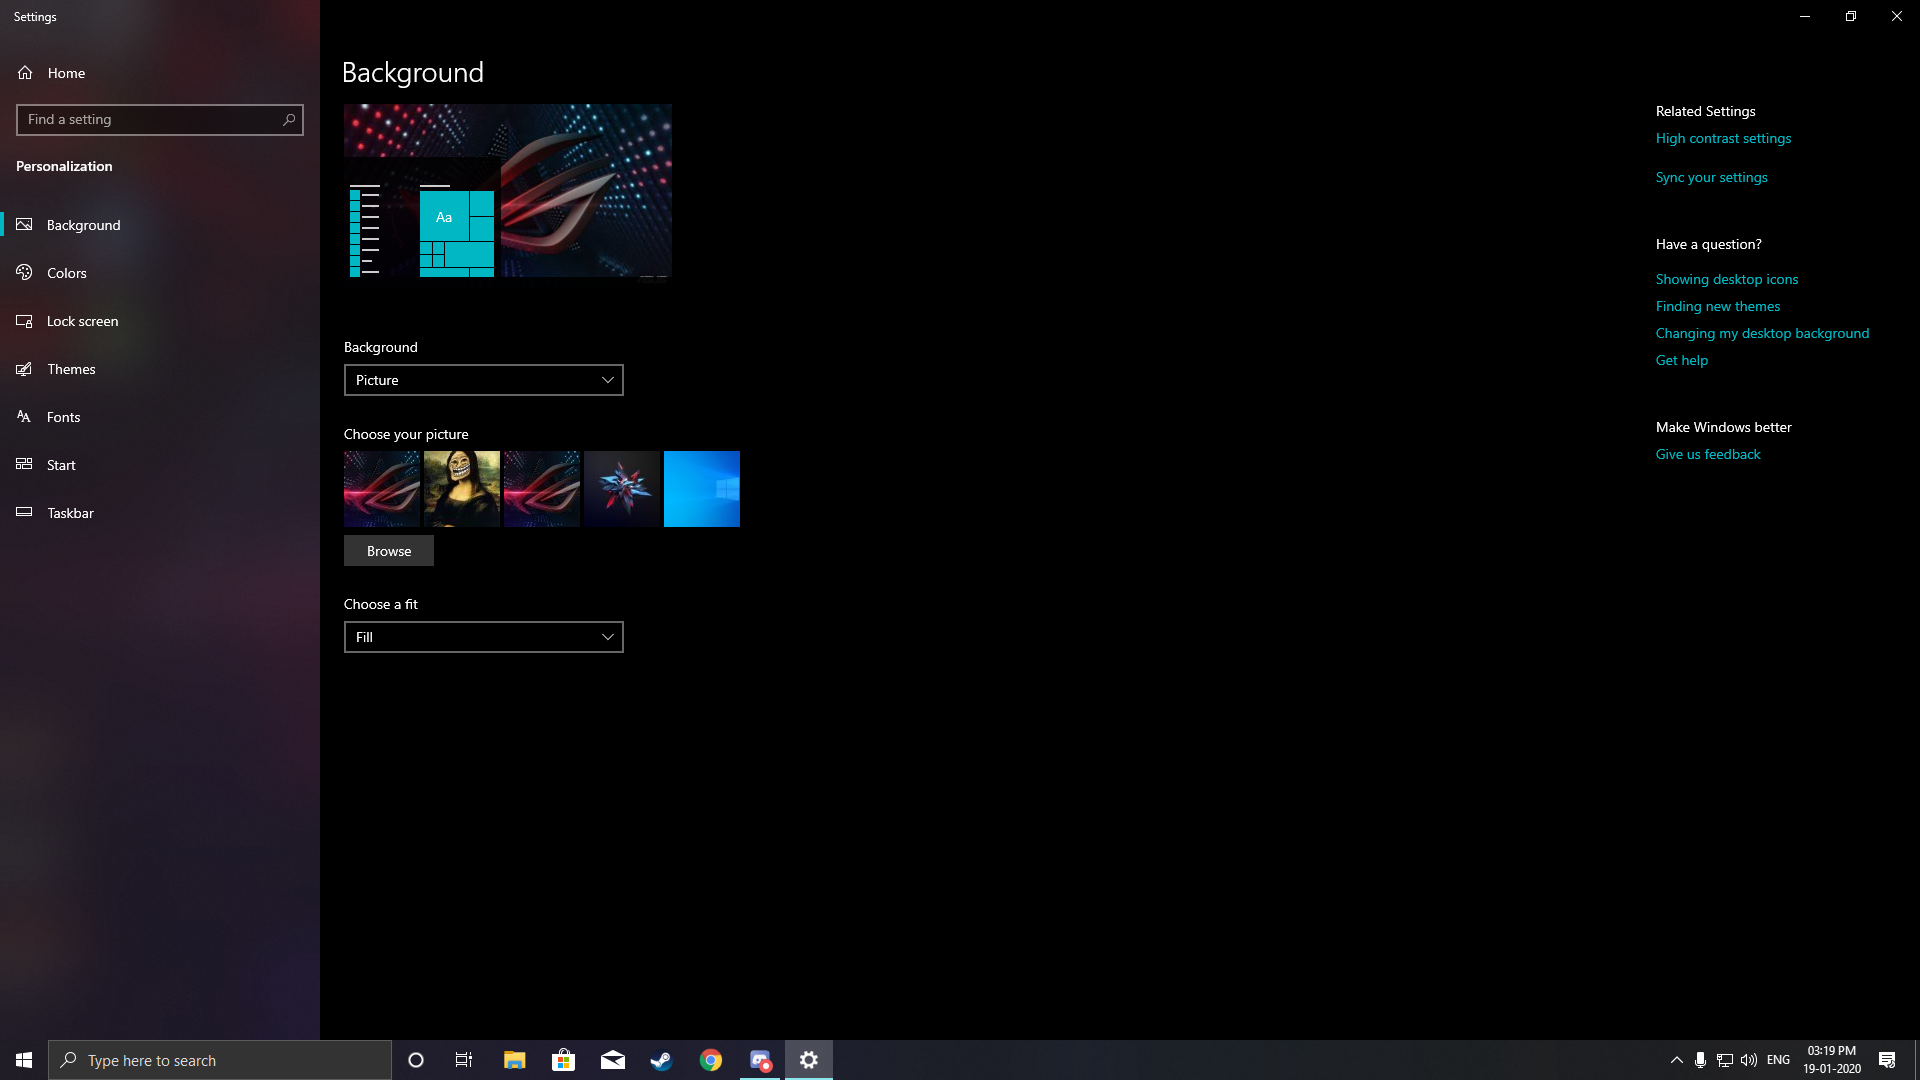 Settings
Home
Find a setting
Personalization
Background
Colors
Lock screen
Themes
Fonts
Start
Taskbar
Background
Aa
Background
Picture
Choose your picture
Browse
Choose a fit
Fill
Related Settings
High contrast settings
Sync your settings
Have a question?
Showing desktop icons
Finding new themes
Changing my desktop background
Get help
Make Windows better
Give us feedback
Type here to search
ENG
03:19 PM
19-01-2020